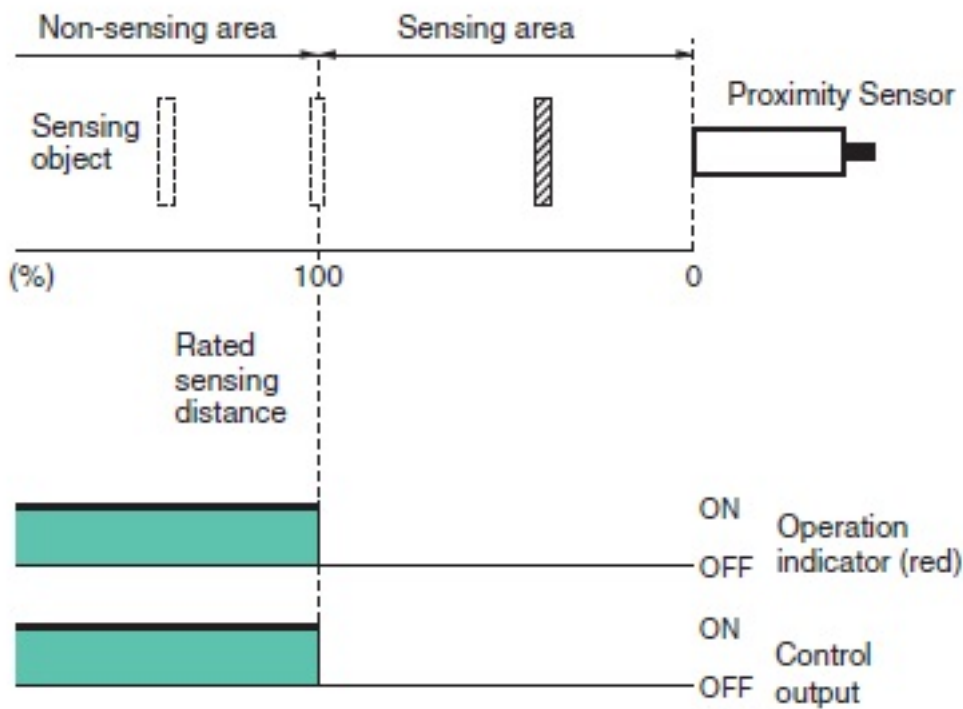 Non-sensing area
Sensing area
Proximity Sensor
Sensing
object
(%)
100
0
Rated
sensing
distance
ON
Operation
indicator (red)
OFF
ON
Control
output
OFF